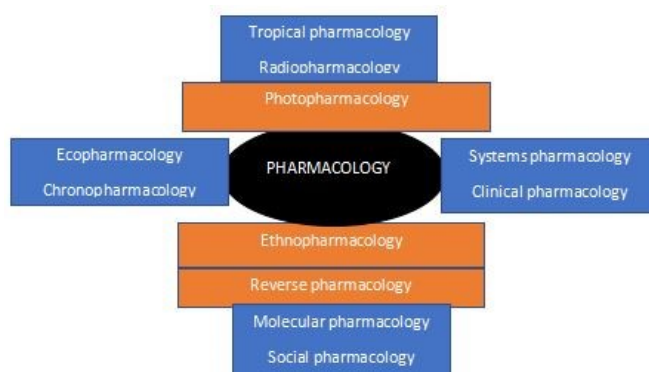 Tropical pharmacology
Radiopharmacology
Photopharmacology
Ecopharmacology
Chronopharmacology
PHARMACOLOGY
Systems pharmacology
Clinical pharmacology
Ethnopharmacology
Reverse pharmacology
Molecular pharmacology
Social pharmacology